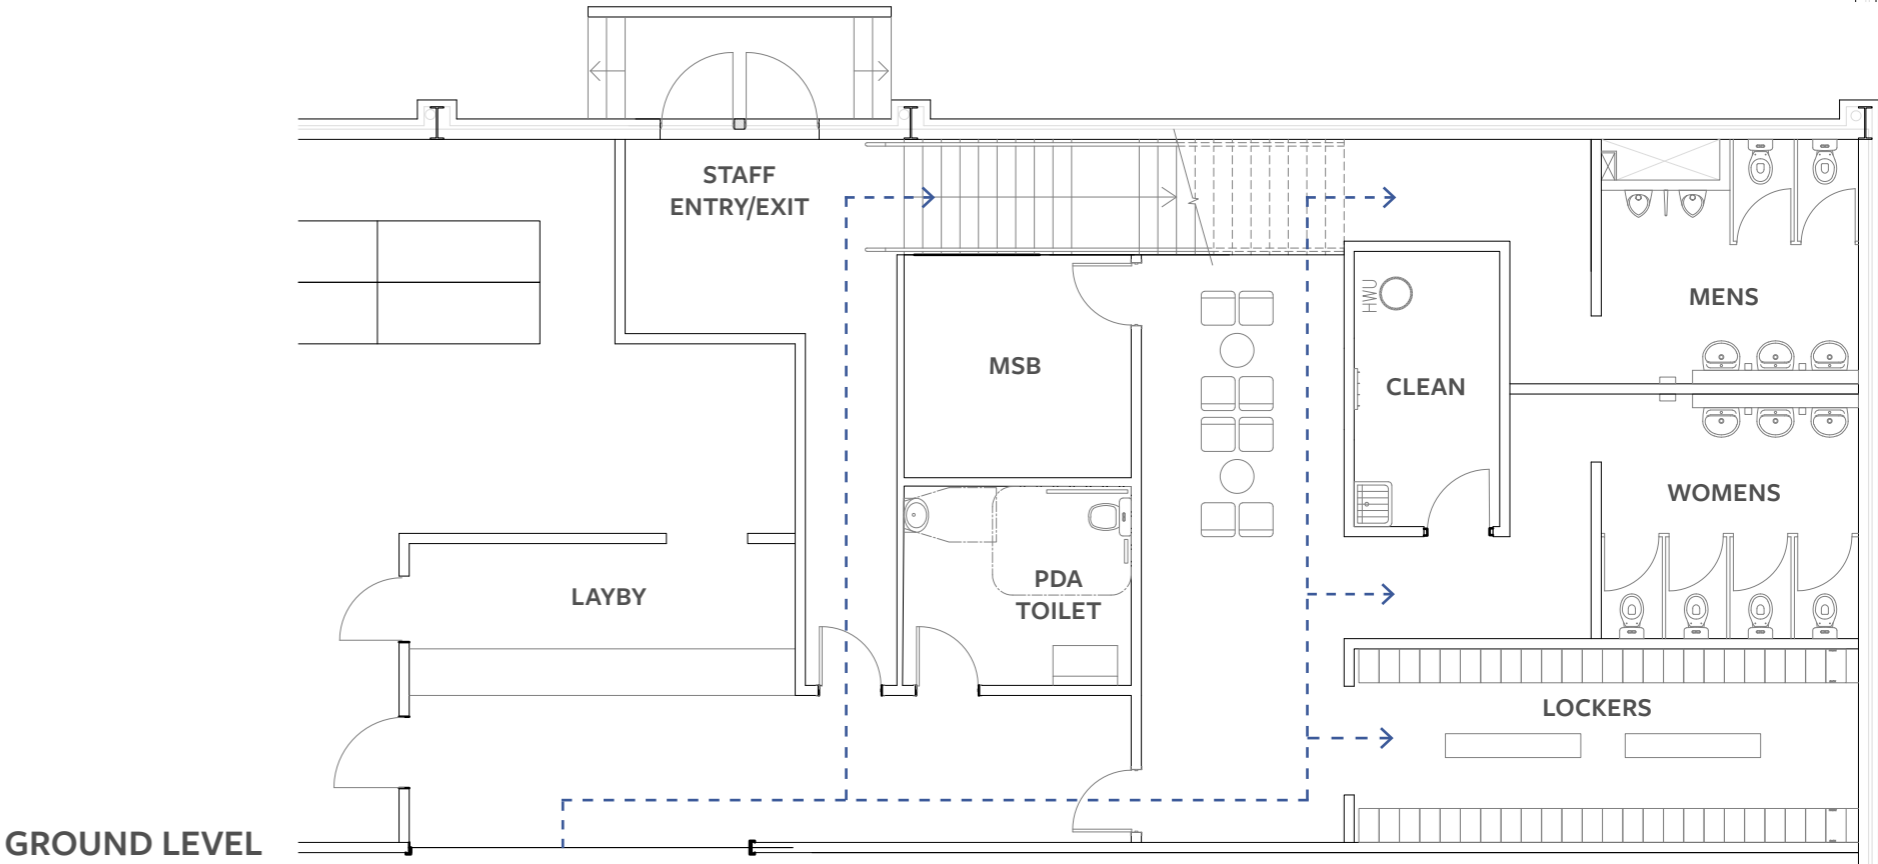 STAFF
ENTRY/EXIT
MENS
HWU
MSB
CLEAN
WOMENS
LAYBY
PDA
TOILET
LOCKERS
GROUND LEVEL